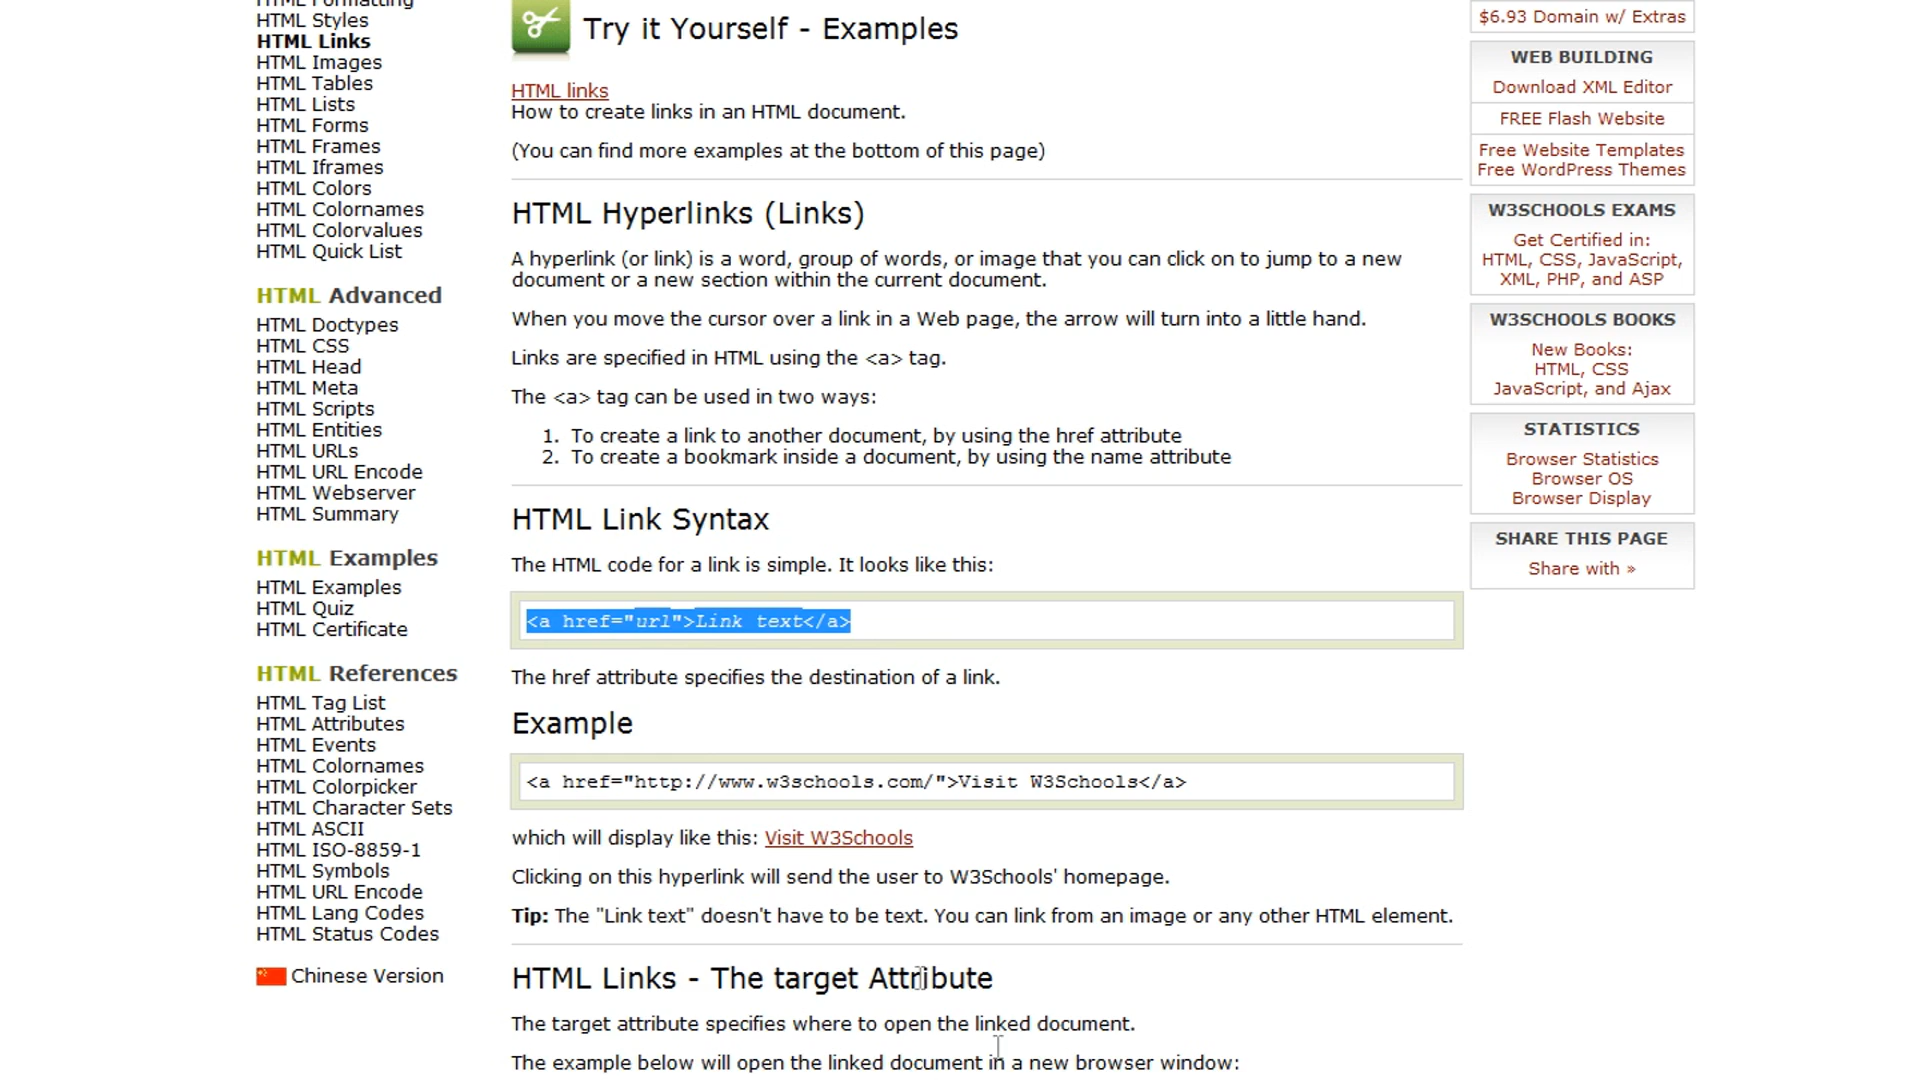 HTML Formatting
HTML Styles
HTML Links
HTML Images
HTML Tables
HTML Lists
HTML Forms
HTML Frames
HTML Iframes
HTML Colors
HTML Colornames
HTML Colorvalues
HTML Quick List
HTML Advanced
HTML Doctypes
HTML CSS
HTML Head
HTML Meta
HTML Scripts
HTML Entities
HTML URLs
HTML URL Encode
HTML Webserver
HTML Summary
HTML Examples
HTML Examples
HTML Quiz
HTML Certificate
HTML References
HTML Tag List
HTML Attributes
HTML Events
HTML Colornames
HTML Colorpicker
HTML Character Sets
HTML ASCII
HTML ISO-8859-1
HTML Symbols
HTML URL Encode
HTML Lang Codes
HTML Status Codes
Chinese Version
Try it Yourself - Examples
HTML links
How to create links in an HTML document.
(You can find more examples at the bottom of this page)
HTML Hyperlinks (Links)
A hyperlink (or link) is a word, group of words, or image that you can click on to jump to a new
document or a new section within the current document.
When you move the cursor over a link in a Web page, the arrow will turn into a little hand.
Links are specified in HTML using the <a> tag.
The <a> tag can be used in two ways:
1. To create a link to another document, by using the href attribute
2. To create a bookmark inside a document, by using the name attribute
HTML Link Syntax
The HTML code for a link is simple. It looks like this:
<a href="url">Link text</a>
The href attribute specifies the destination of a link.
Example
<a href="http://www.w3schools.com/">Visit W3Schools</a>
which will display like this: Visit W3Schools
Clicking on this hyperlink will send the user to W3Schools' homepage.
Tip: The "Link text" doesn't have to be text. You can link from an image or any other HTML element.
HTML Links - The target Attribute
The target attribute specifies where to open the linked document.
The example below will open the linked document in a new browser window:
$6.93 Domain w/ Extras
WEB BUILDING
Download XML Editor
FREE Flash Website
Free Website Templates
Free WordPress Themes
W3SCHOOLS EXAMS
Get Certified in:
HTML, CSS, JavaScript,
XML, PHP, and ASP
W3SCHOOLS BOOKS
New Books:
HTML, CSS
JavaScript, and Ajax
STATISTICS
Browser Statistics
Browser OS
Browser Display
SHARE THIS PAGE
Share with »